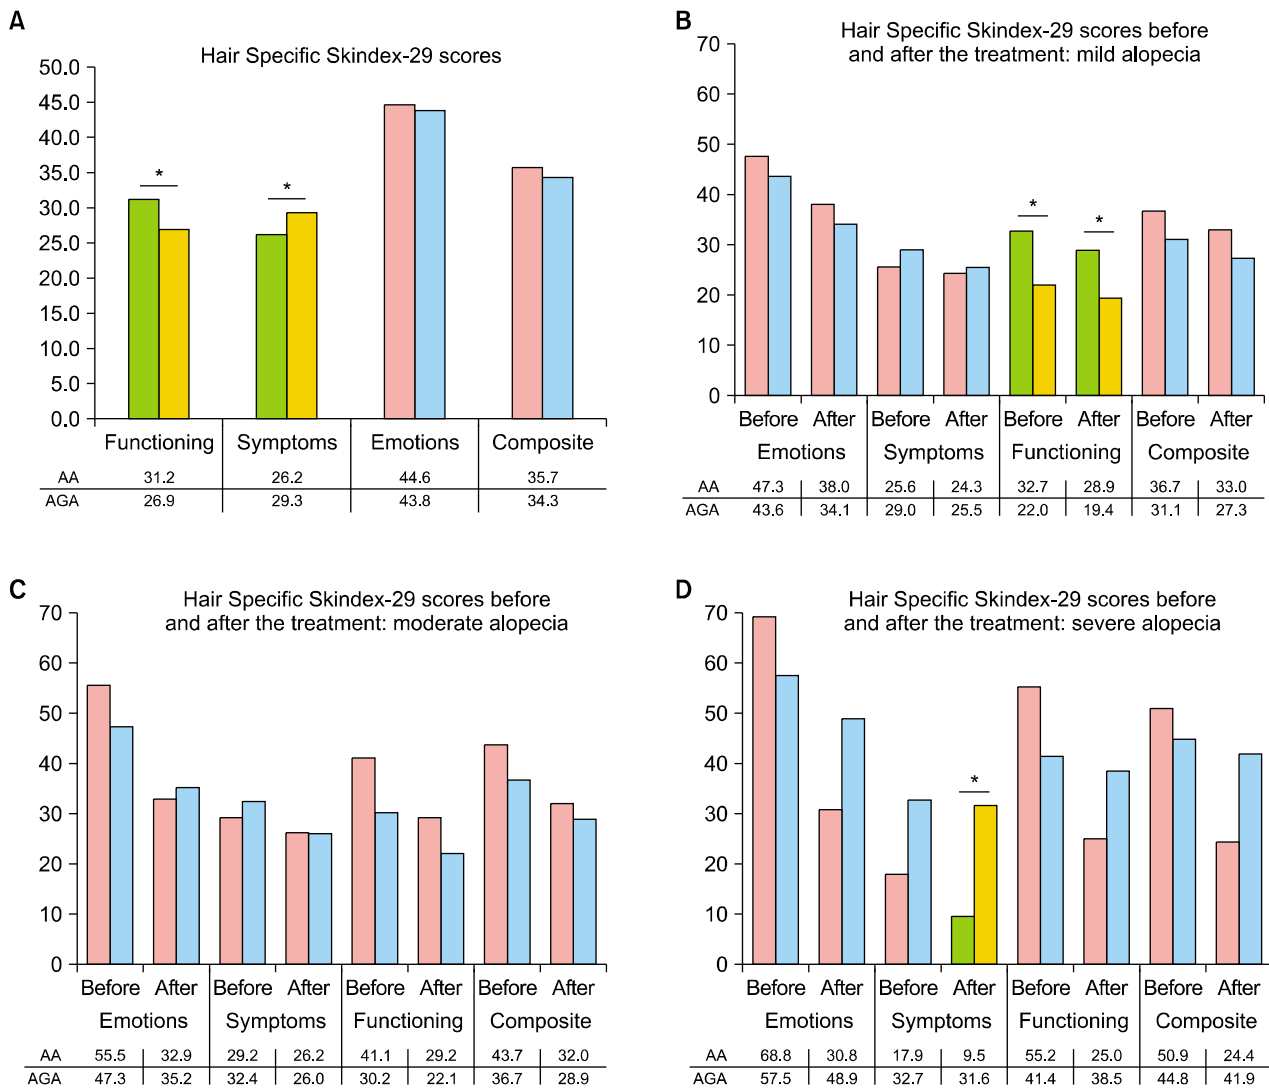 A
Hair Specific Skindex-29 scores
50.0
45.0
40.0
35.0
30.0
25.0
20.0
15.0
10.0
5.0
0.0
*
*
Functioning Symptoms Emotions Composite
AA 31.2 26.2 44.6 35.7
AGA 26.9 29.3 43.8 34.3
B
Hair Specific Skindex-29 scores before
and after the treatment: mild alopecia
70
60
50
40
30
20
10
0
*
*
Before After Before After Before After Before After
Emotions Symptoms Functioning Composite
AA 47.3 38.0 25.6 24.3 32.7 28.9 36.7 33.0
AGA 43.6 34.1 29.0 25.5 22.0 19.4 31.1 27.3
C
Hair Specific Skindex-29 scores before
and after the treatment: moderate alopecia
70
60
50
40
30
20
10
0
Before After Before After Before After Before After
Emotions Symptoms Functioning Composite
AA 55.5 32.9 29.2 26.2 41.1 29.2 43.7 32.0
AGA 47.3 35.2 32.4 26.0 30.2 22.1 36.7 28.9
D
Hair Specific Skindex-29 scores before
and after the treatment: severe alopecia
70
60
50
40
30
20
10
0
*
Before After Before After Before After Before After
Emotions Symptoms Functioning Composite
AA 68.8 30.8 17.9 9.5 55.2 25.0 50.9 24.4
AGA 57.5 48.9 32.7 31.6 41.4 38.5 44.8 41.9